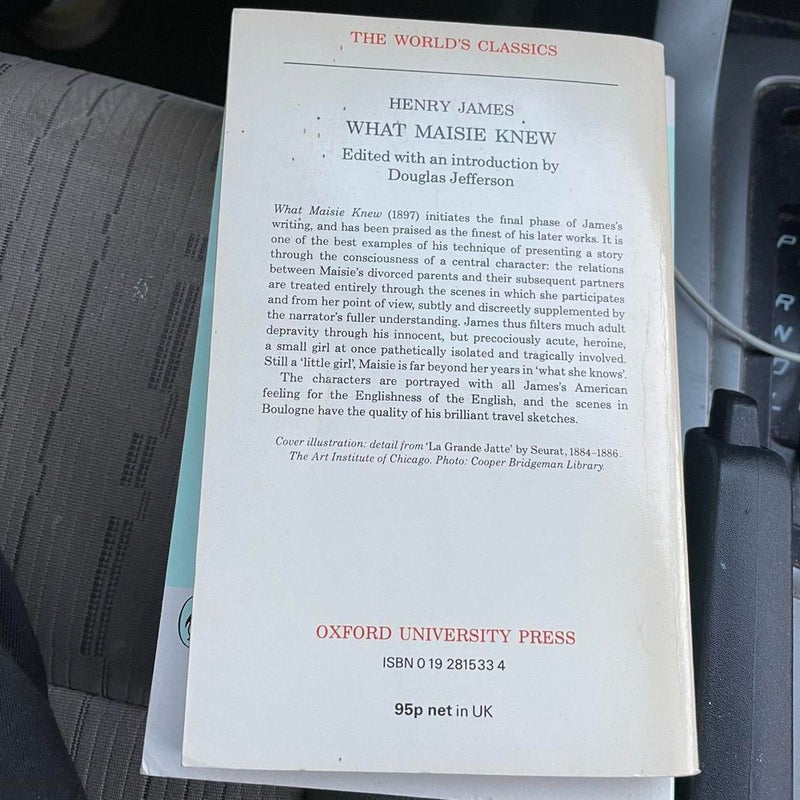 THE WORLD'S CLASSICS
HENRY JAMES
WHAT MAISIE KNEW
Edited with an introduction by
Douglas Jefferson
What Maisie Knew (1897) initiates the final phase of James's
writing, and has been praised as the finest of his later works. It is
one of the best examples of his technique of presenting a story
through the consciousness of a central character: the relations
between Maisie's divorced parents and their subsequent partners
are treated entirely through the scenes in which she participates
and from her point of view, subtly and discreetly supplemented by
the narrator's fuller understanding. James thus filters much adult
depravity through his innocent, but precociously acute, heroine,
a small girl at once pathetically isolated and tragically involved.
Still a 'little girl', Maisie is far beyond her years in 'what she knows'.
The characters are portrayed with all James's American
feeling for the Englishness of the English, and the scenes in
Boulogne have the quality of his brilliant travel sketches.
Cover illustration: detail from 'La Grande Jatte' by Seurat, 1884–1886.
The Art Institute of Chicago. Photo: Cooper Bridgeman Library.
OXFORD UNIVERSITY PRESS
ISBN 0 19 281533 4
95p net in UK
P
R
N
D
L